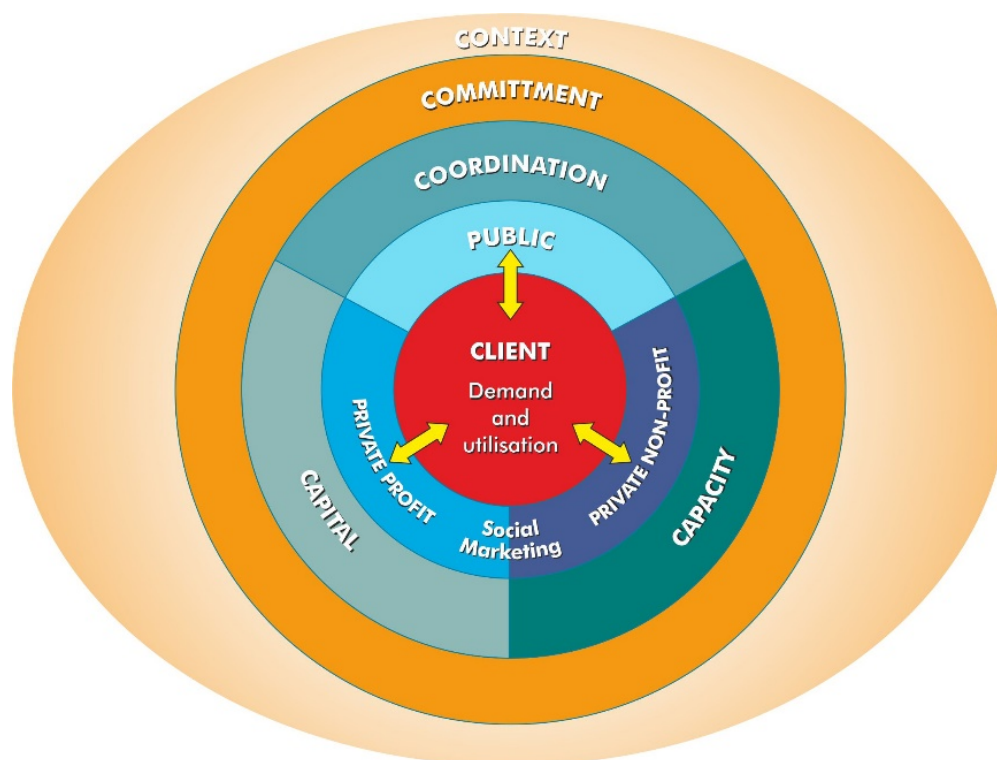 CONTEXT
COMMITTMENT
COORDINATION
PUBLIC
CLIENT
Demand
and
utilisation
PRIVATE PROFIT
PRIVATE NON-PROFIT
Social
Marketing
CAPITAL
CAPACITY